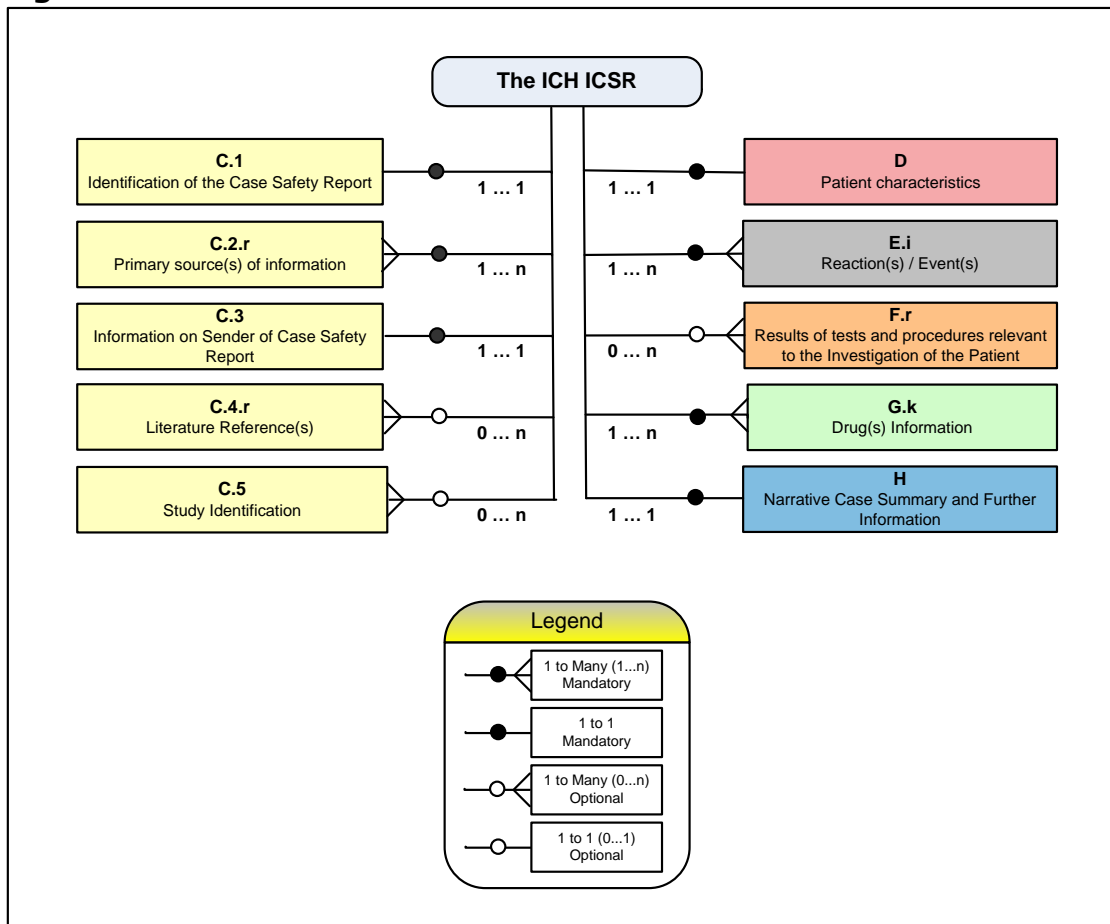 The ICH ICSR
C.1
Identification of the Case Safety Report
1 ... 1
C.2.r
Primary source(s) of information
1 ... n
C.3
Information on Sender of Case Safety
Report
1 ... 1
C.4.r
Literature Reference(s)
0 ... n
C.5
Study Identification
0 ... n
D
Patient characteristics
1 ... 1
E.i
Reaction(s) / Event(s)
1 ... n
F.r
Results of tests and procedures relevant
to the Investigation of the Patient
0 ... n
G.k
Drug(s) Information
1 ... n
H
Narrative Case Summary and Further
Information
1 ... 1
Legend
1 to Many (1...n)
Mandatory
1 to 1
Mandatory
1 to Many (0...n)
Optional
1 to 1 (0...1)
Optional